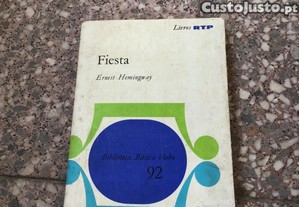 CustoJusto.pt
Livros RTP
Fiesta
Ernest Hemingway
Biblioteca Básica Verbo
92